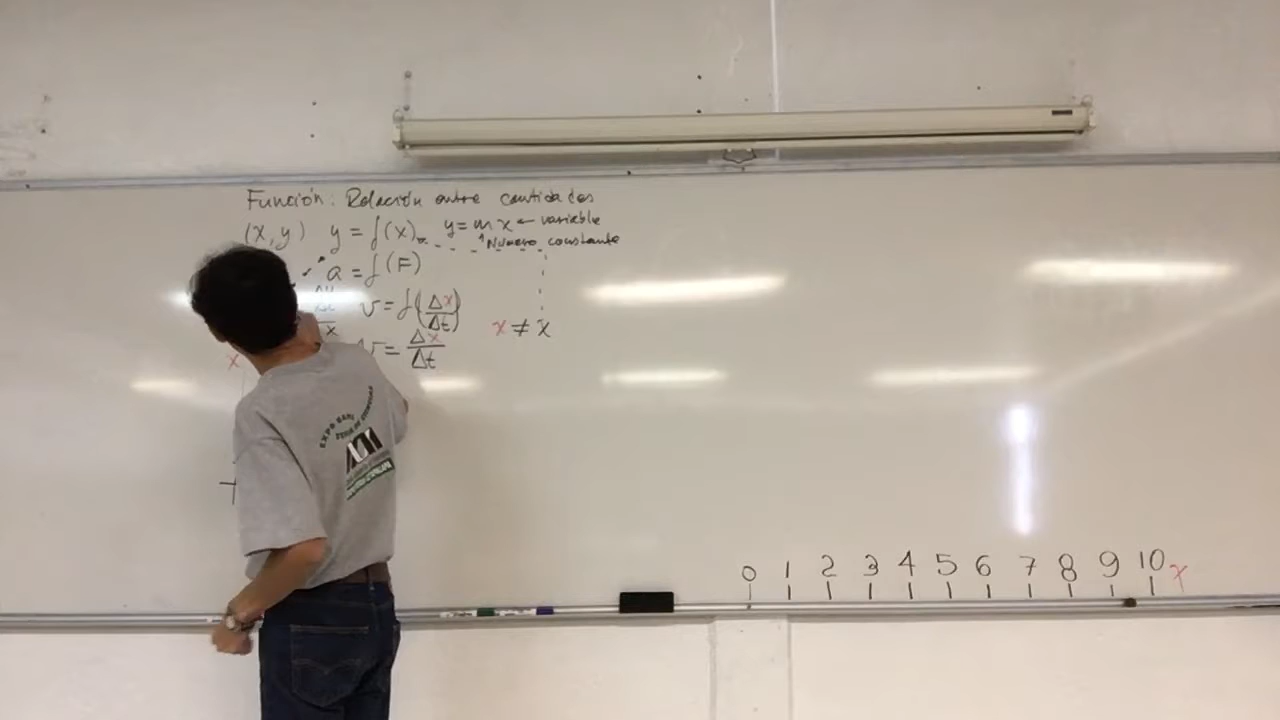 Función: Relación entre cantidades
(x,y) y = f(x) y = m x ← variable
Número constante
a = f(F)
v = f(Δx/Δt)
x ≠ x
v = Δx/Δt
x
EXPO
0 1 2 3 4 5 6 7 8 9 10 x